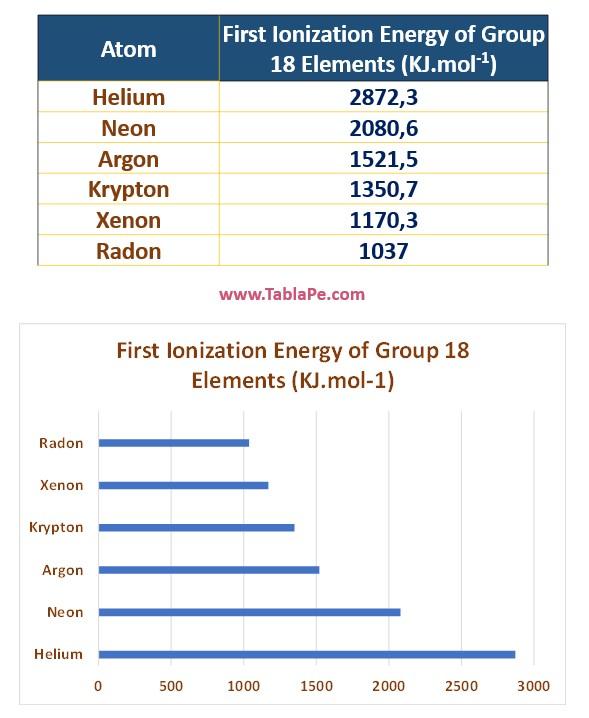 Atom
First Ionization Energy of Group
18 Elements (KJ.mol-1)
Helium 2872,3
Neon 2080,6
Argon 1521,5
Krypton 1350,7
Xenon 1170,3
Radon 1037
www.TablaPe.com
First Ionization Energy of Group 18
Elements (KJ.mol-1)
Radon
Xenon
Krypton
Argon
Neon
Helium
0 500 1000 1500 2000 2500 3000